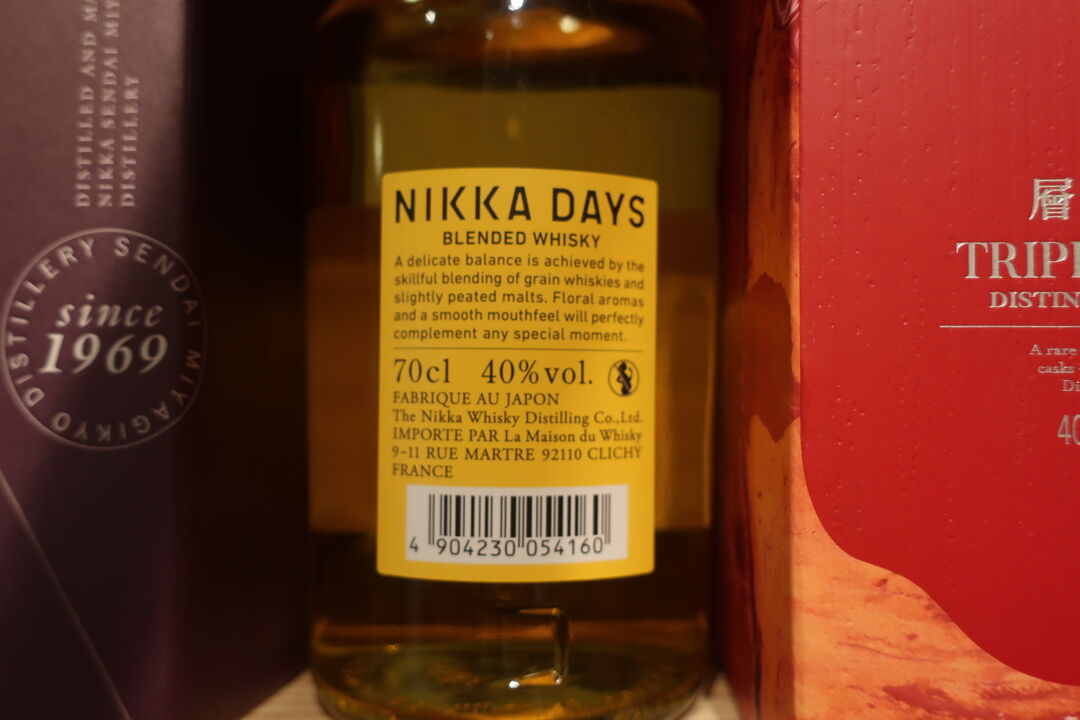 DISTILLED AND
NIKKA SENDAI
DISTILLERY
DISTILLERY SENDAI MIYAGIKYO
since
1969
NIKKA DAYS
BLENDED WHISKY
A delicate balance is achieved by the
skillful blending of grain whiskies and
slightly peated malts. Floral aromas
and a smooth mouthfeel will perfectly
complement any special moment.
70cl 40%vol.
FABRIQUE AU JAPON
The Nikka Whisky Distilling Co.,Ltd.
IMPORTE PAR La Maison du Whisky
9-11 RUE MARTRE 92110 CLICHY
FRANCE
4 904230 054160
層
TRIP
DISTIN
A rare
casks
40